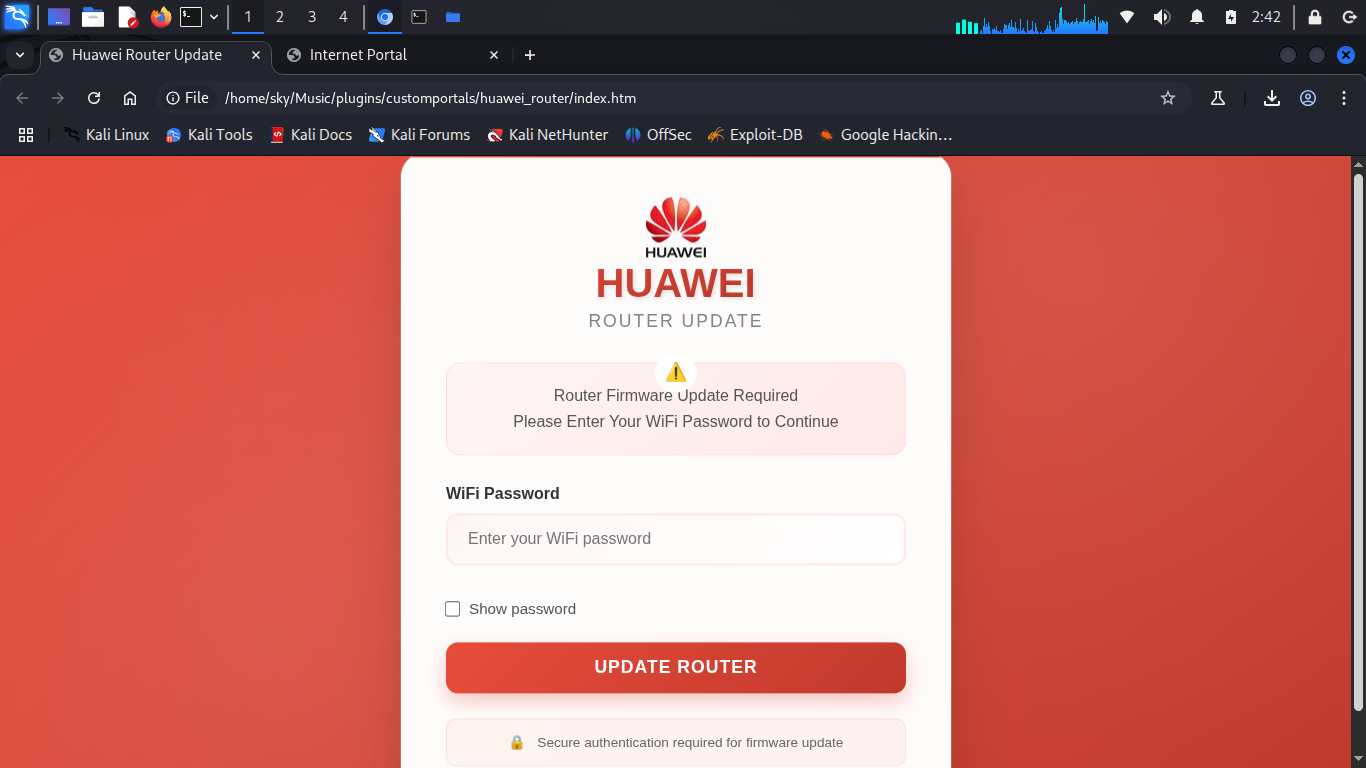 1 2 3 4 2:42
Huawei Router Update Internet Portal
File /home/sky/Music/plugins/customportals/huawei_router/index.htm
Kali Linux Kali Tools Kali Docs Kali Forums Kali NetHunter OffSec Exploit-DB Google Hackin…
HUAWEI
HUAWEI
ROUTER UPDATE
Router Firmware Update Required
Please Enter Your WiFi Password to Continue
WiFi Password
Enter your WiFi password
Show password
UPDATE ROUTER
Secure authentication required for firmware update